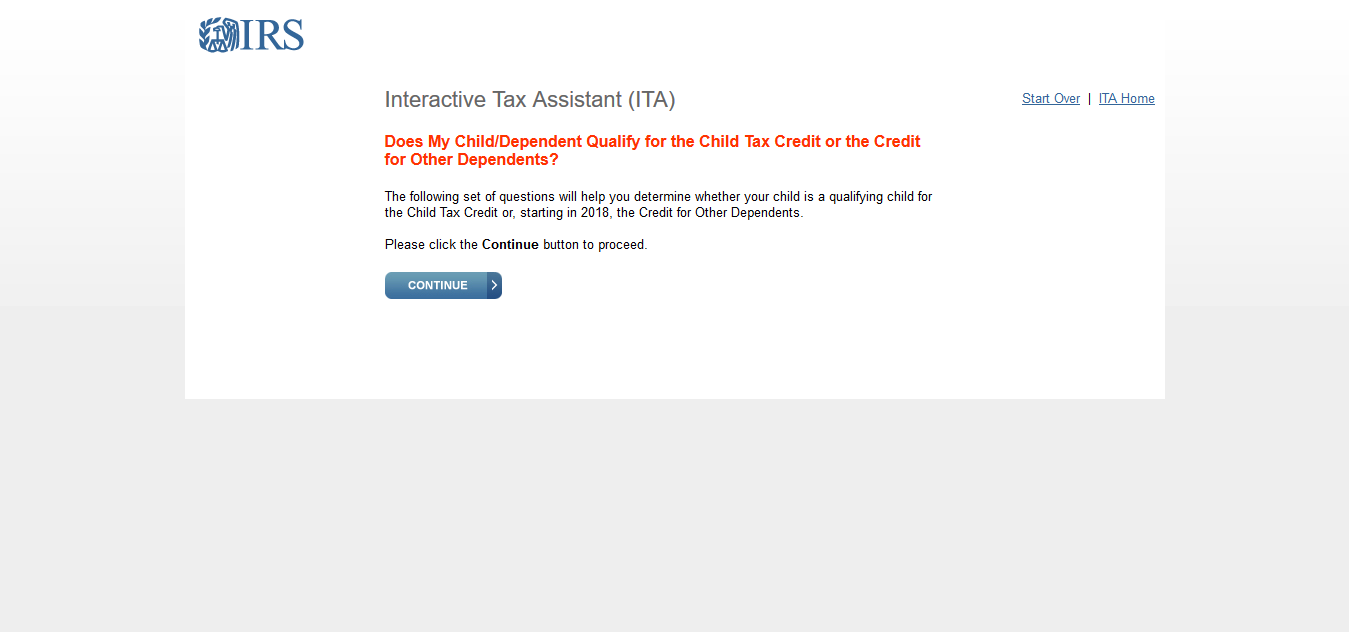 IRS
Interactive Tax Assistant (ITA)
Start Over | ITA Home
Does My Child/Dependent Qualify for the Child Tax Credit or the Credit
for Other Dependents?
The following set of questions will help you determine whether your child is a qualifying child for
the Child Tax Credit or, starting in 2018, the Credit for Other Dependents.
Please click the Continue button to proceed.
CONTINUE